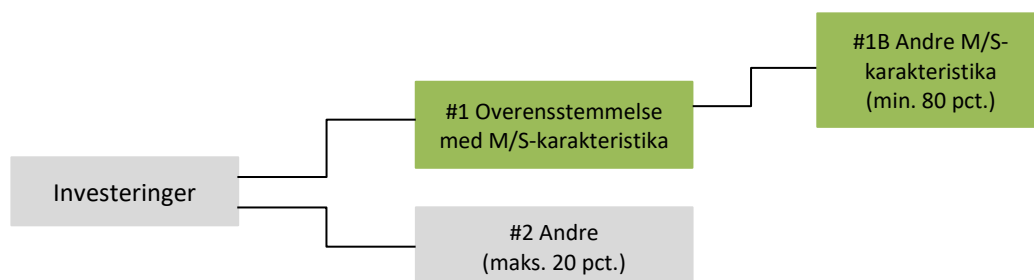 #1B Andre M/S-
karakteristika
(min. 80 pct.)
#1 Overensstemmelse
med M/S-karakteristika
Investeringer
#2 Andre
(maks. 20 pct.)